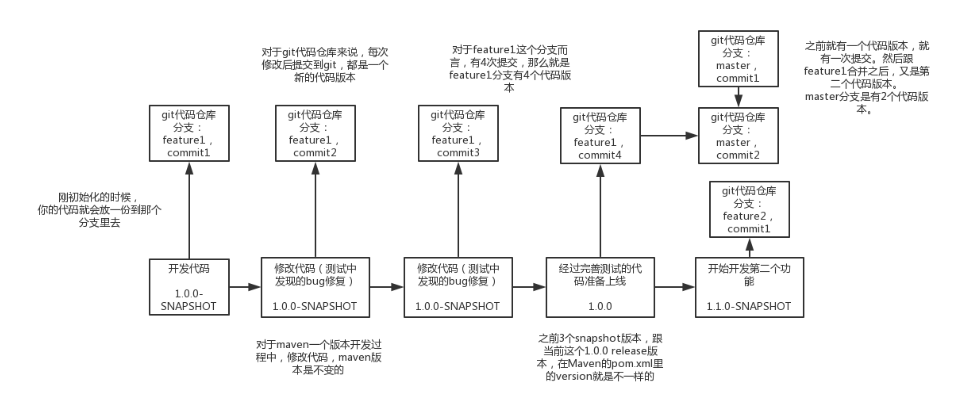 对于git代码仓库来说，每次
修改后提交到git，都是一个
新的代码版本
对于feature1这个分支而
言，有4次提交，那么就是
feature1分支有4个代码版
本
git代码仓库
分支：
master，
commit1
之前就有一个代码版本，就
有一次提交。然后跟
feature1合并之后，又是第
二个代码版本。
master分支是有2个代码版
本。
git代码仓库
分支：
feature1，
commit1
git代码仓库
分支：
feature1，
commit2
git代码仓库
分支：
feature1，
commit3
git代码仓库
分支：
feature1，
commit4
git代码仓库
分支：
master，
commit2
刚初始化的时候，
你的代码就会放一份到那个
分支里去
git代码仓库
分支：
feature2，
commit1
开发代码
1.0.0-
SNAPSHOT
修改代码（测试中
发现的bug修复）
1.0.0-SNAPSHOT
修改代码（测试中
发现的bug修复）
1.0.0-SNAPSHOT
经过完善测试的代
码准备上线
1.0.0
开始开发第二个功
能
1.1.0-SNAPSHOT
对于maven一个版本开发过
程中，修改代码，maven版
本是不变的
之前3个snapshot版本，跟
当前这个1.0.0 release版
本，在Maven的pom.xml里
的version就是不一样的